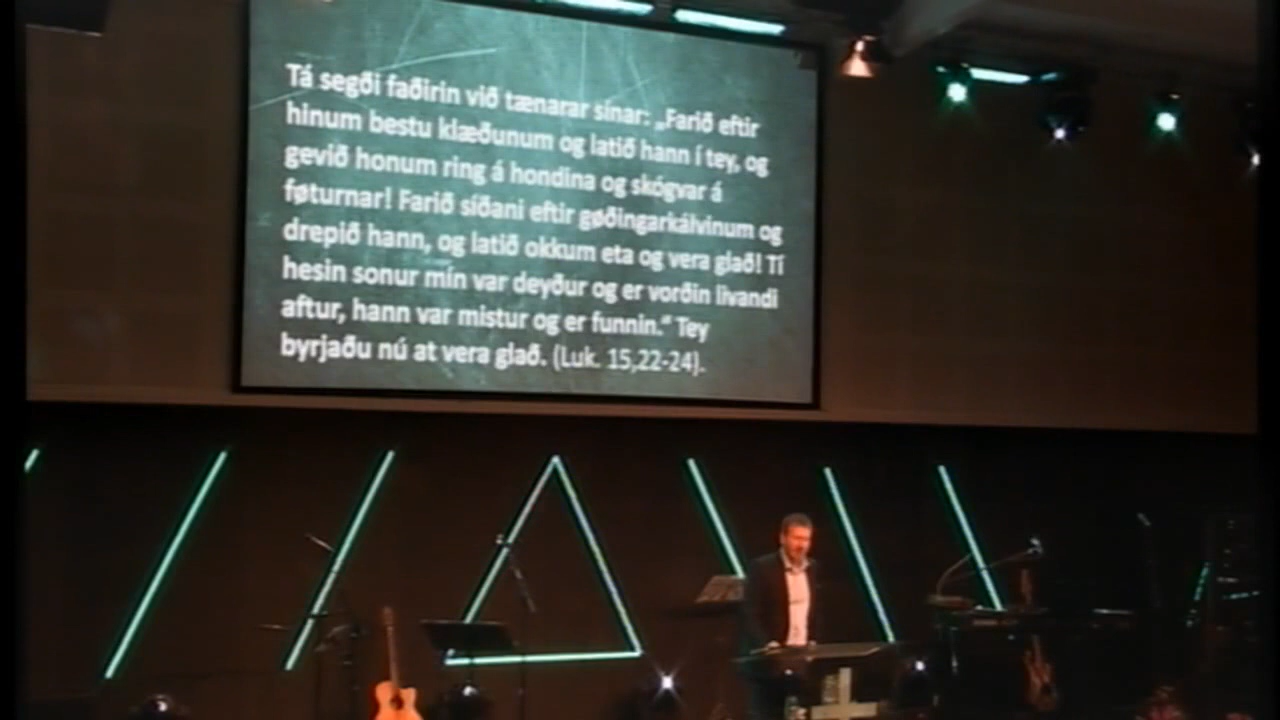 Tá segði faðirin við tænarar sínar: „Farið eftir
hinum bestu klæðunum og latið hann í tey, og
gevið honum ring á hondina og skógvar á
føturnar! Farið síðani eftir gøðingarkálvinum og
drepið hann, og latið okkum eta og vera glað! Tí
hesin sonur mín var deyður og er vorðin livandi
aftur, hann var mistur og er funnin.“ Tey
byrjaðu nú at vera glað. (Luk. 15,22-24).